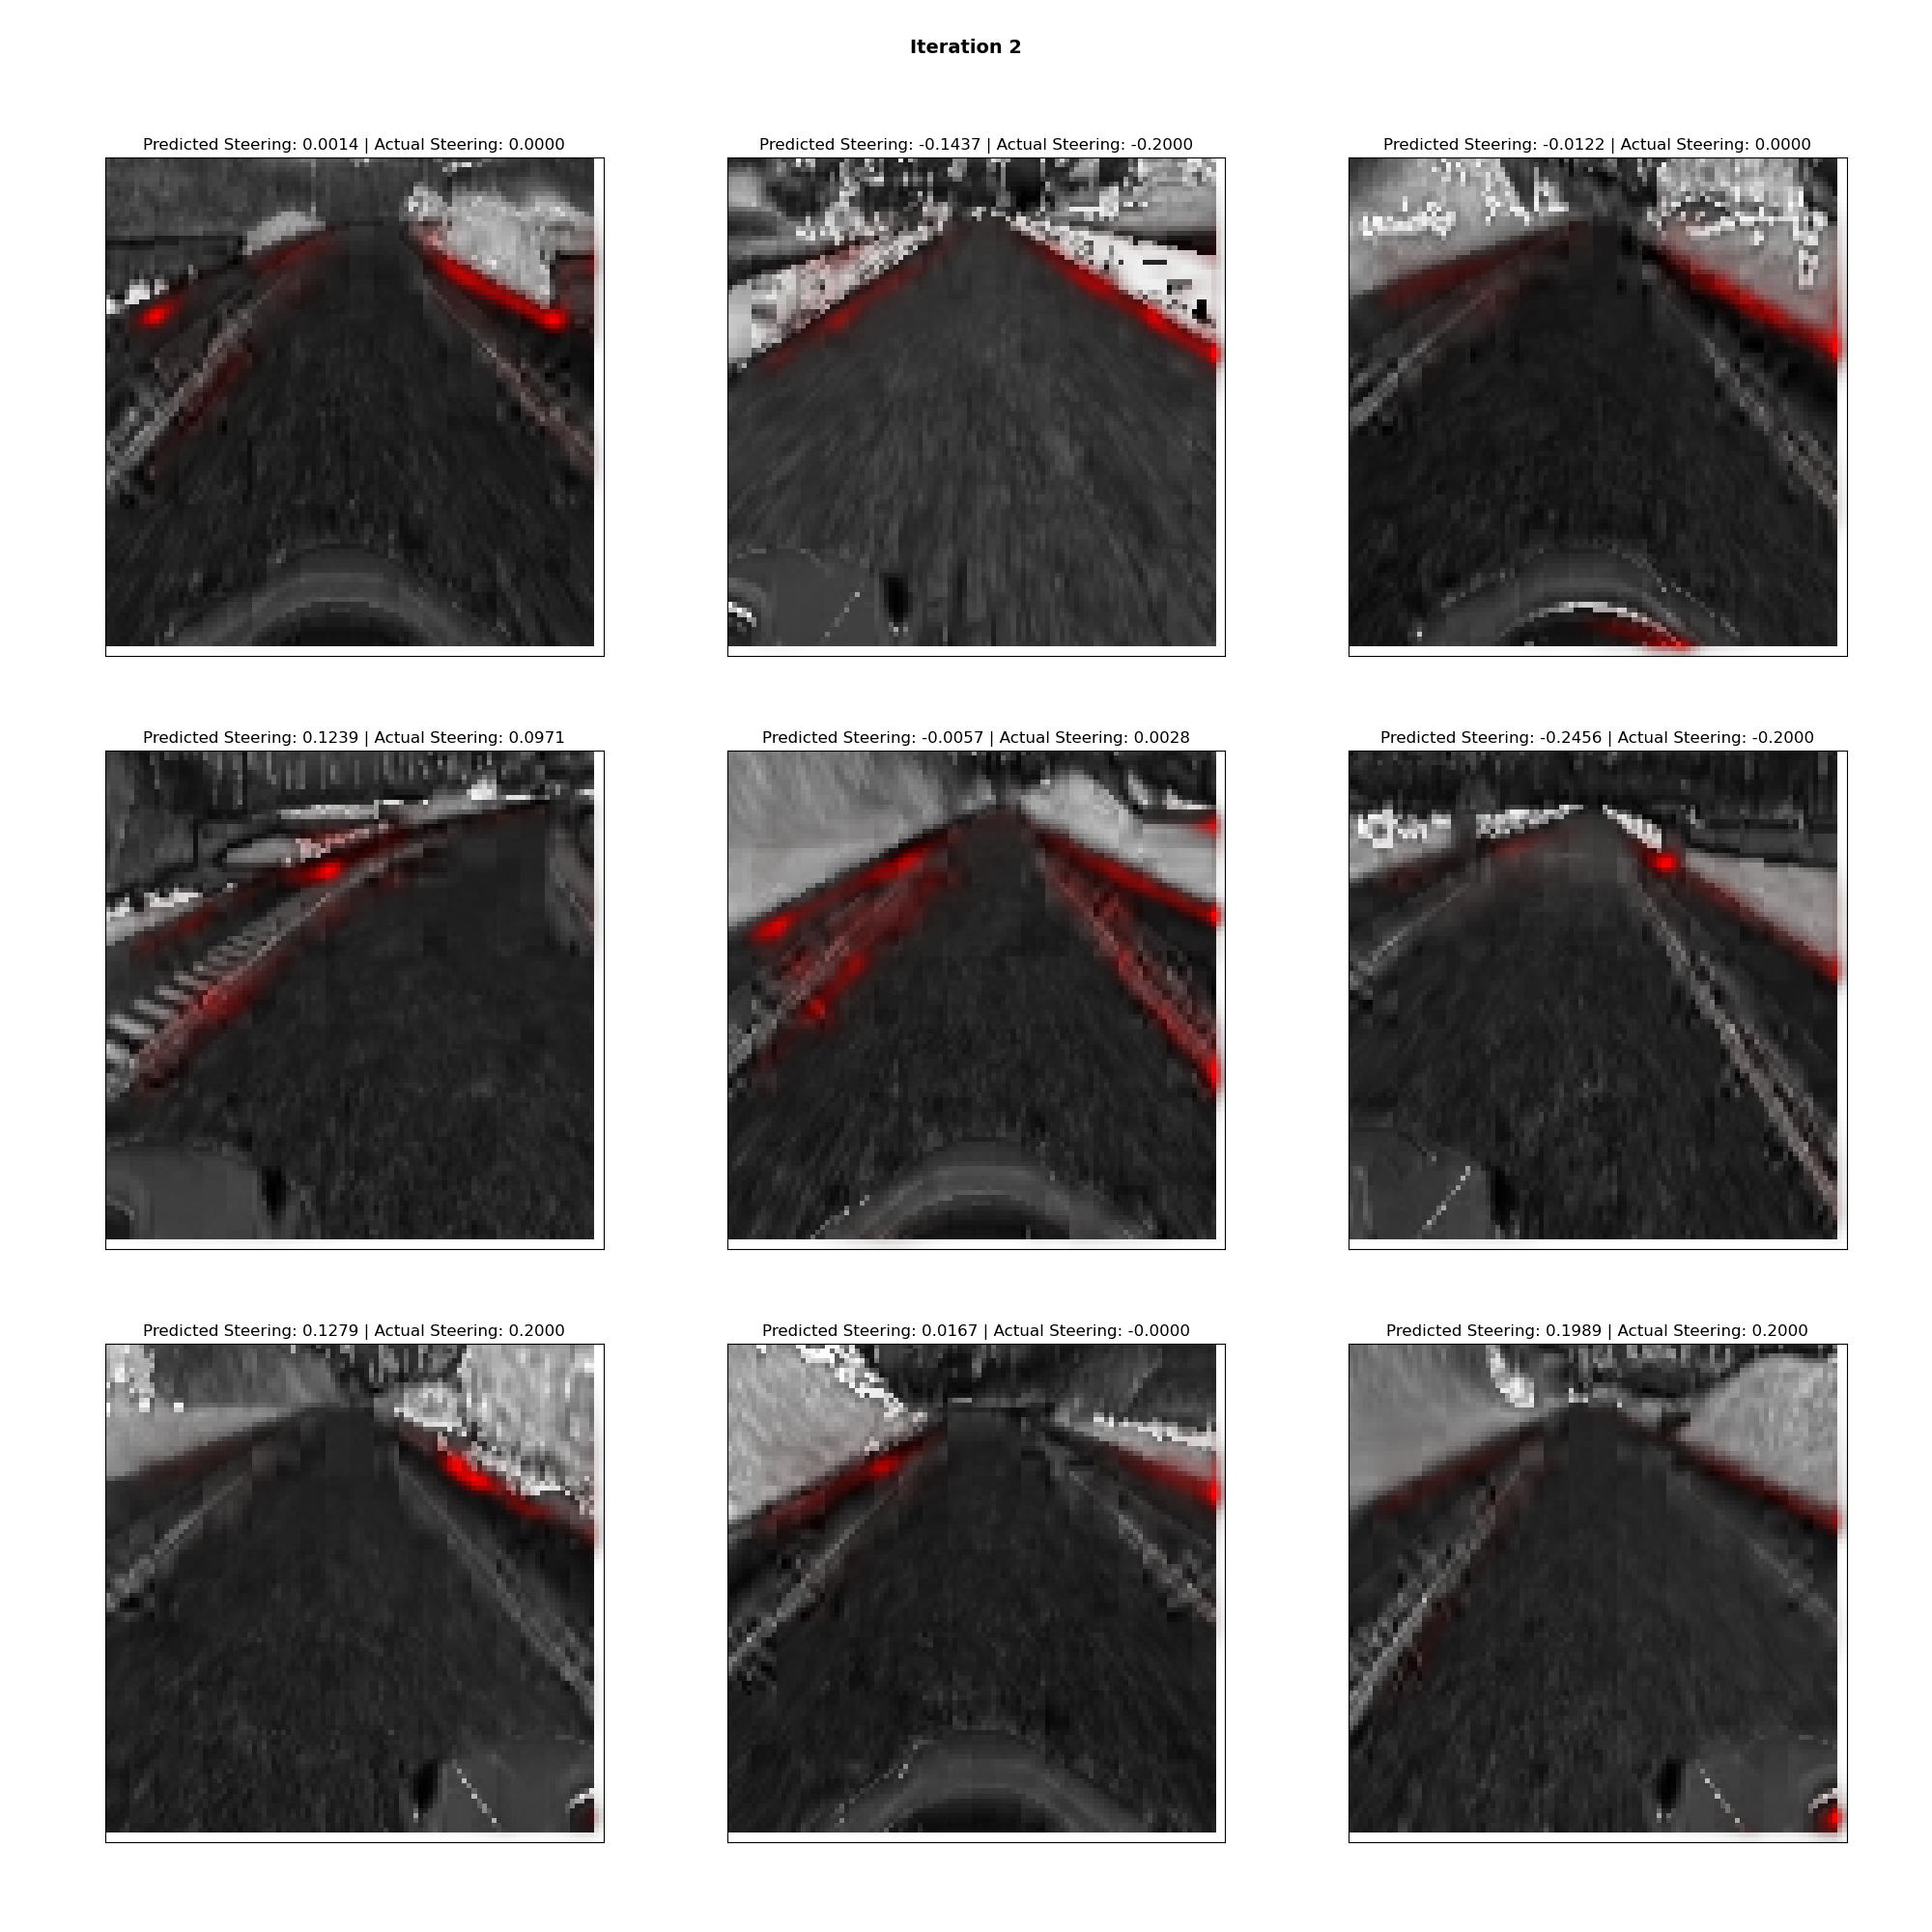 Iteration 2
Predicted Steering: 0.0014 | Actual Steering: 0.0000
Predicted Steering: -0.1437 | Actual Steering: -0.2000
Predicted Steering: -0.0122 | Actual Steering: 0.0000
Predicted Steering: 0.1239 | Actual Steering: 0.0971
Predicted Steering: -0.0057 | Actual Steering: 0.0028
Predicted Steering: -0.2456 | Actual Steering: -0.2000
Predicted Steering: 0.1279 | Actual Steering: 0.2000
Predicted Steering: 0.0167 | Actual Steering: -0.0000
Predicted Steering: 0.1989 | Actual Steering: 0.2000